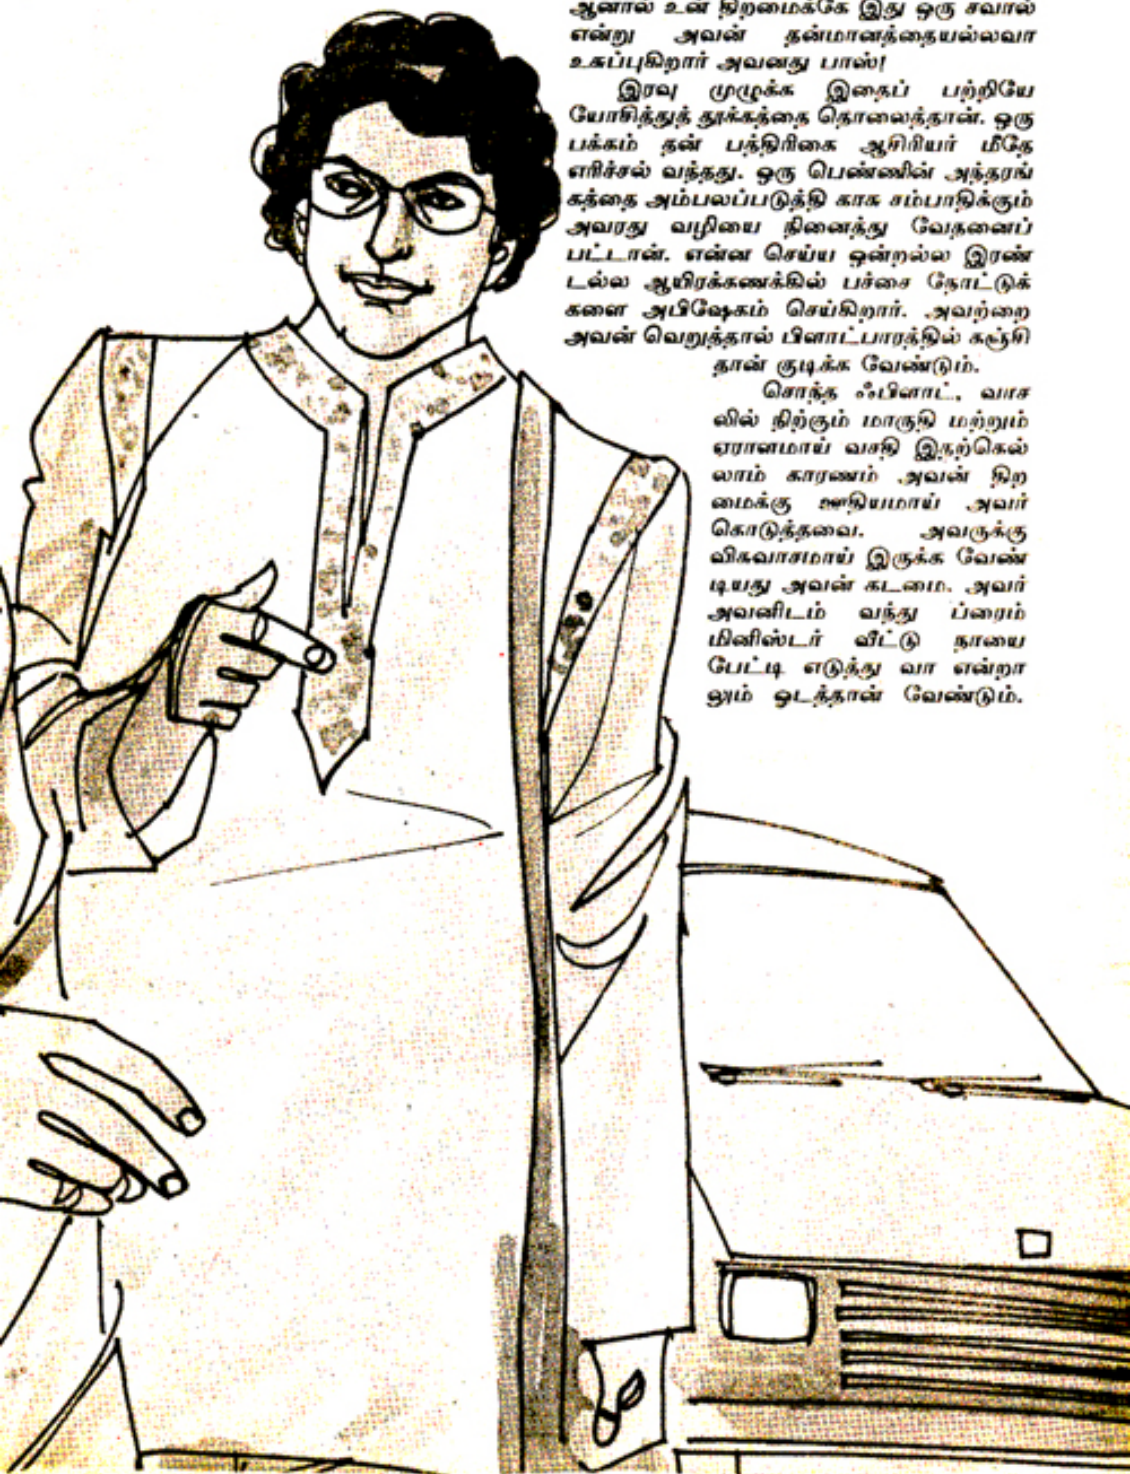 ஆனால் உன் திறமைக்கே இது ஒரு சவால்
என்று அவன் தன்மானத்தையல்லவா
உசுப்புகிறார் அவனது பாஸ்!
இரவு முழுக்க இதைப் பற்றியே
யோசித்துத் தூக்கத்தை தொலைத்தான். ஒரு
பக்கம் தன் பத்திரிகை ஆசிரியர் மீதே
எரிச்சல் வந்தது. ஒரு பெண்ணின் அந்தரங்
கத்தை அம்பலப்படுத்தி காசு சம்பாதிக்கும்
அவரது வழியை நினைத்து வேதனைப்
பட்டான். என்ன செய்ய ஒன்றல்ல இரண்
டல்ல ஆயிரக்கணக்கில் பச்சை நோட்டுக்
களை அபிஷேகம் செய்கிறார். அவற்றை
அவன் வெறுத்தால் பிளாட்பாரத்தில் கஞ்சி
தான் குடிக்க வேண்டும்.
சொந்த ஃபிளாட், வாச
லில் நிற்கும் மாருதி மற்றும்
ஏராளமாய் வசதி இதற்கெல்
லாம் காரணம் அவன் திற
மைக்கு ஊதியமாய் அவர்
கொடுத்தவை. அவருக்கு
விசுவாசமாய் இருக்க வேண்
டியது அவன் கடமை. அவர்
அவனிடம் வந்து ப்ரைம்
மினிஸ்டர் வீட்டு நாயை
பேட்டி எடுத்து வா என்றா
லும் ஓடத்தான் வேண்டும்.